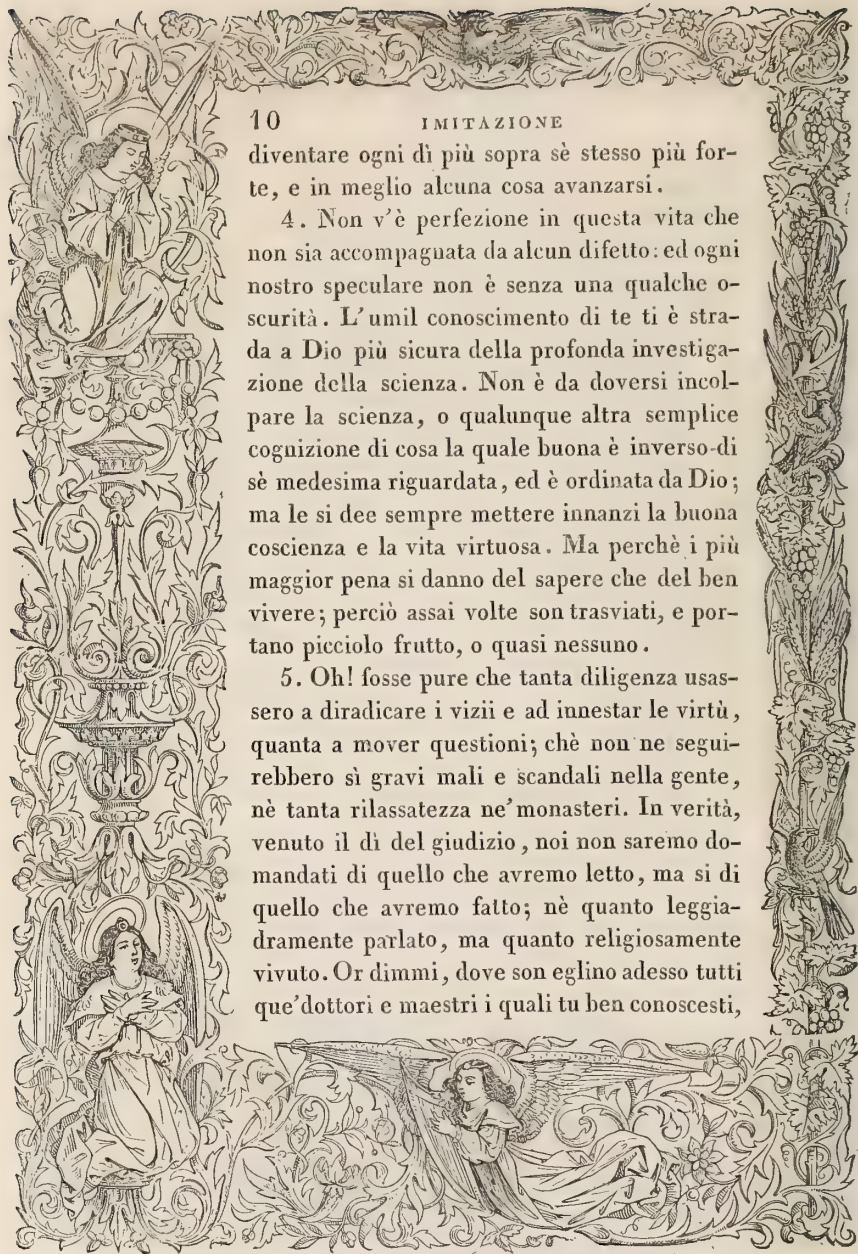 10 IMITAZIONE
diventare ogni dì più sopra sè stesso più for-
te, e in meglio alcuna cosa avanzarsi.
4. Non v'è perfezione in questa vita che
non sia accompagnata da alcun difetto: ed ogni
nostro speculare non è senza una qualche o-
scurità. L'umil conoscimento di te ti è stra-
da a Dio più sicura della profonda investiga-
zione della scienza. Non è da doversi incol-
pare la scienza, o qualunque altra semplice
cognizione di cosa la quale buona è inverso di
sè medesima riguardata, ed è ordinata da Dio;
ma le si dee sempre mettere innanzi la buona
coscienza e la vita virtuosa. Ma perchè i più
maggior pena si danno del sapere che del ben
vivere; perciò assai volte son trasviati, e por-
tano picciolo frutto, o quasi nessuno.
5. Oh! fosse pure che tanta diligenza usas-
sero a diradicare i vizii e ad innestar le virtù,
quanta a mover questioni; chè non ne segui-
rebbero sì gravi mali e scandali nella gente,
nè tanta rilassatezza ne' monasteri. In verità,
venuto il dì del giudizio, noi non saremo do-
mandati di quello che avremo letto, ma si di
quello che avremo fatto; nè quanto leggia-
dramente parlato, ma quanto religiosamente
vivuto. Or dimmi, dove son eglino adesso tutti
que' dottori e maestri i quali tu ben conoscesti,